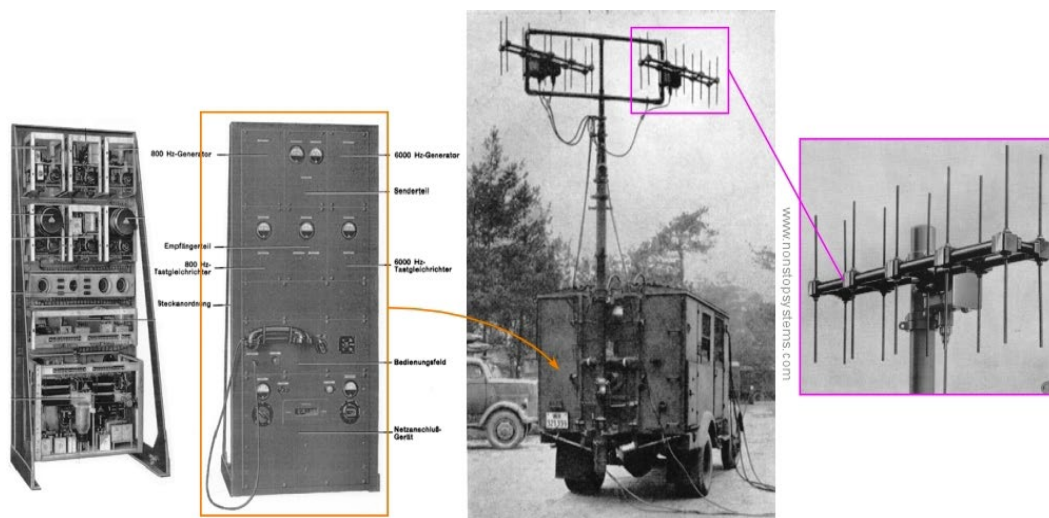 800 Hz-Generator
6000 Hz-Generator
Senderteil
Empfängerteil
800 Hz-
Tastgleichrichter
6000 Hz-
Tastgleichrichter
Steckanordnung
Bedienungsfeld
Netzanschluß-
Gerät
www.nonstopsystems.com